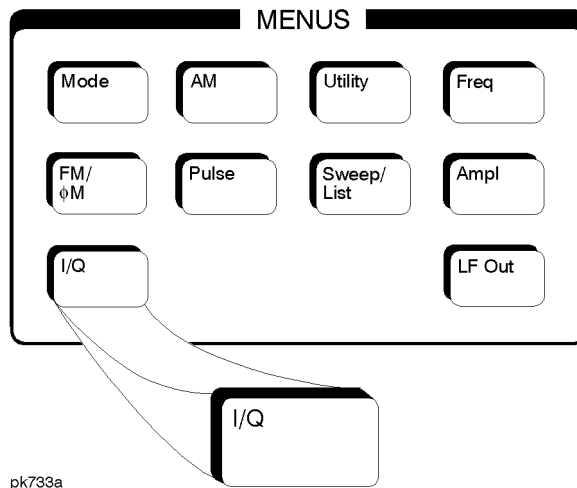 MENUS
Mode
AM
Utility
Freq
FM/
ϕM
Pulse
Sweep/
List
Ampl
I/Q
LF Out
I/Q
pk733a